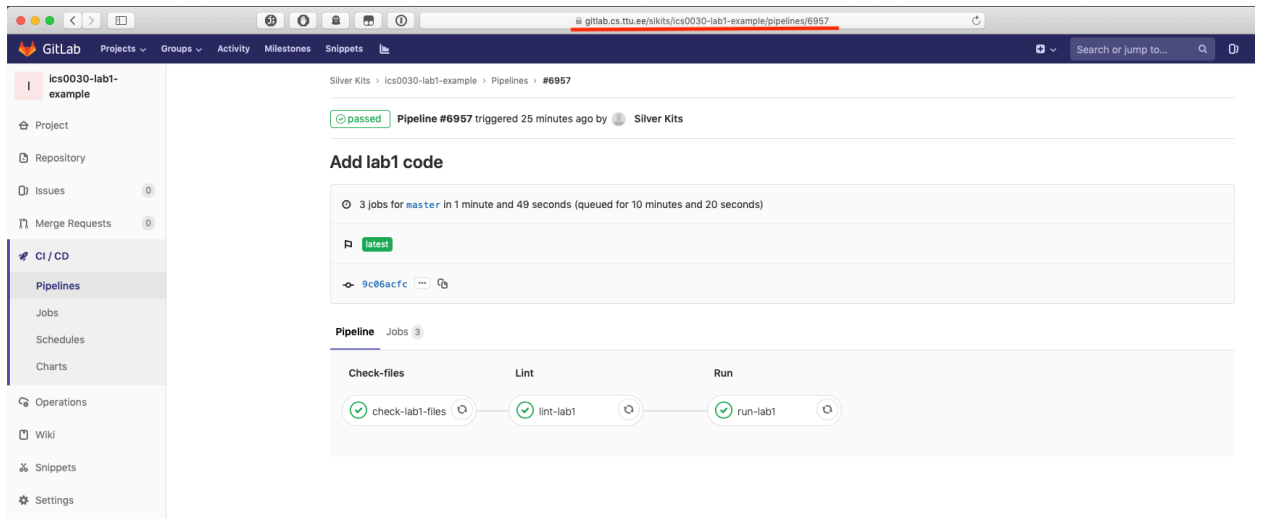 gitlab.cs.ttu.ee/sikits/ics0030-lab1-example/pipelines/6957
GitLab Projects Groups Activity Milestones Snippets Search or jump to...
I ics0030-lab1-example
Project
Repository
Issues 0
Merge Requests 0
CI / CD
Pipelines
Jobs
Schedules
Charts
Operations
Wiki
Snippets
Settings
Silver Kits > ics0030-lab1-example > Pipelines > #6957
passed Pipeline #6957 triggered 25 minutes ago by Silver Kits
Add lab1 code
3 jobs for master in 1 minute and 49 seconds (queued for 10 minutes and 20 seconds)
latest
9c06acfc ...
Pipeline Jobs 3
Check-files Lint Run
check-lab1-files lint-lab1 run-lab1